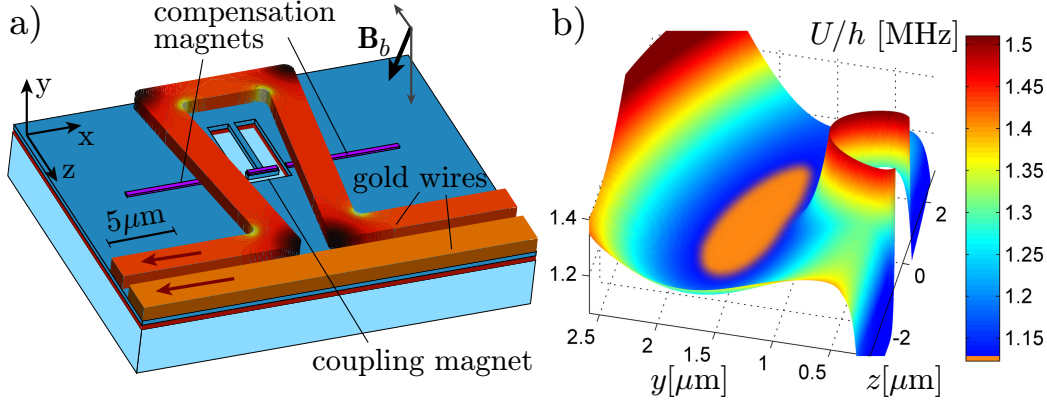 a)
compensation
magnets
B_b
y
x
z
5μm
gold wires
coupling magnet
b)
U/h [MHz]
1.5
1.45
1.4
1.35
1.3
1.25
1.2
1.15
1.4
1.2
2.5
2
1.5
1
0.5
y[μm]
2
0
-2
z[μm]